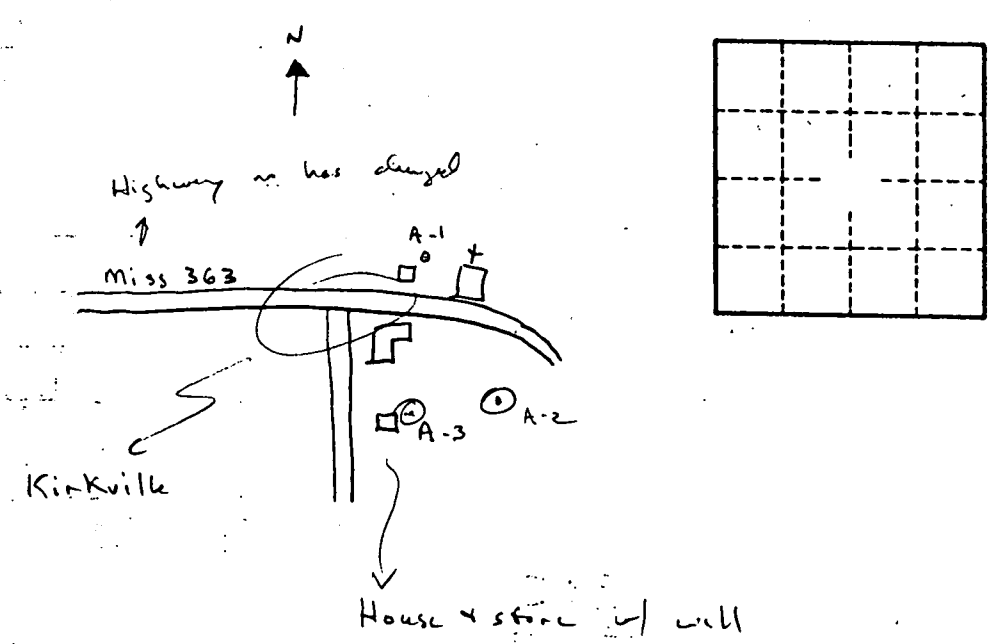 N
Highway has changed
Miss 363
A-1
A-2
A-3
Kirkville
House & store w/ well